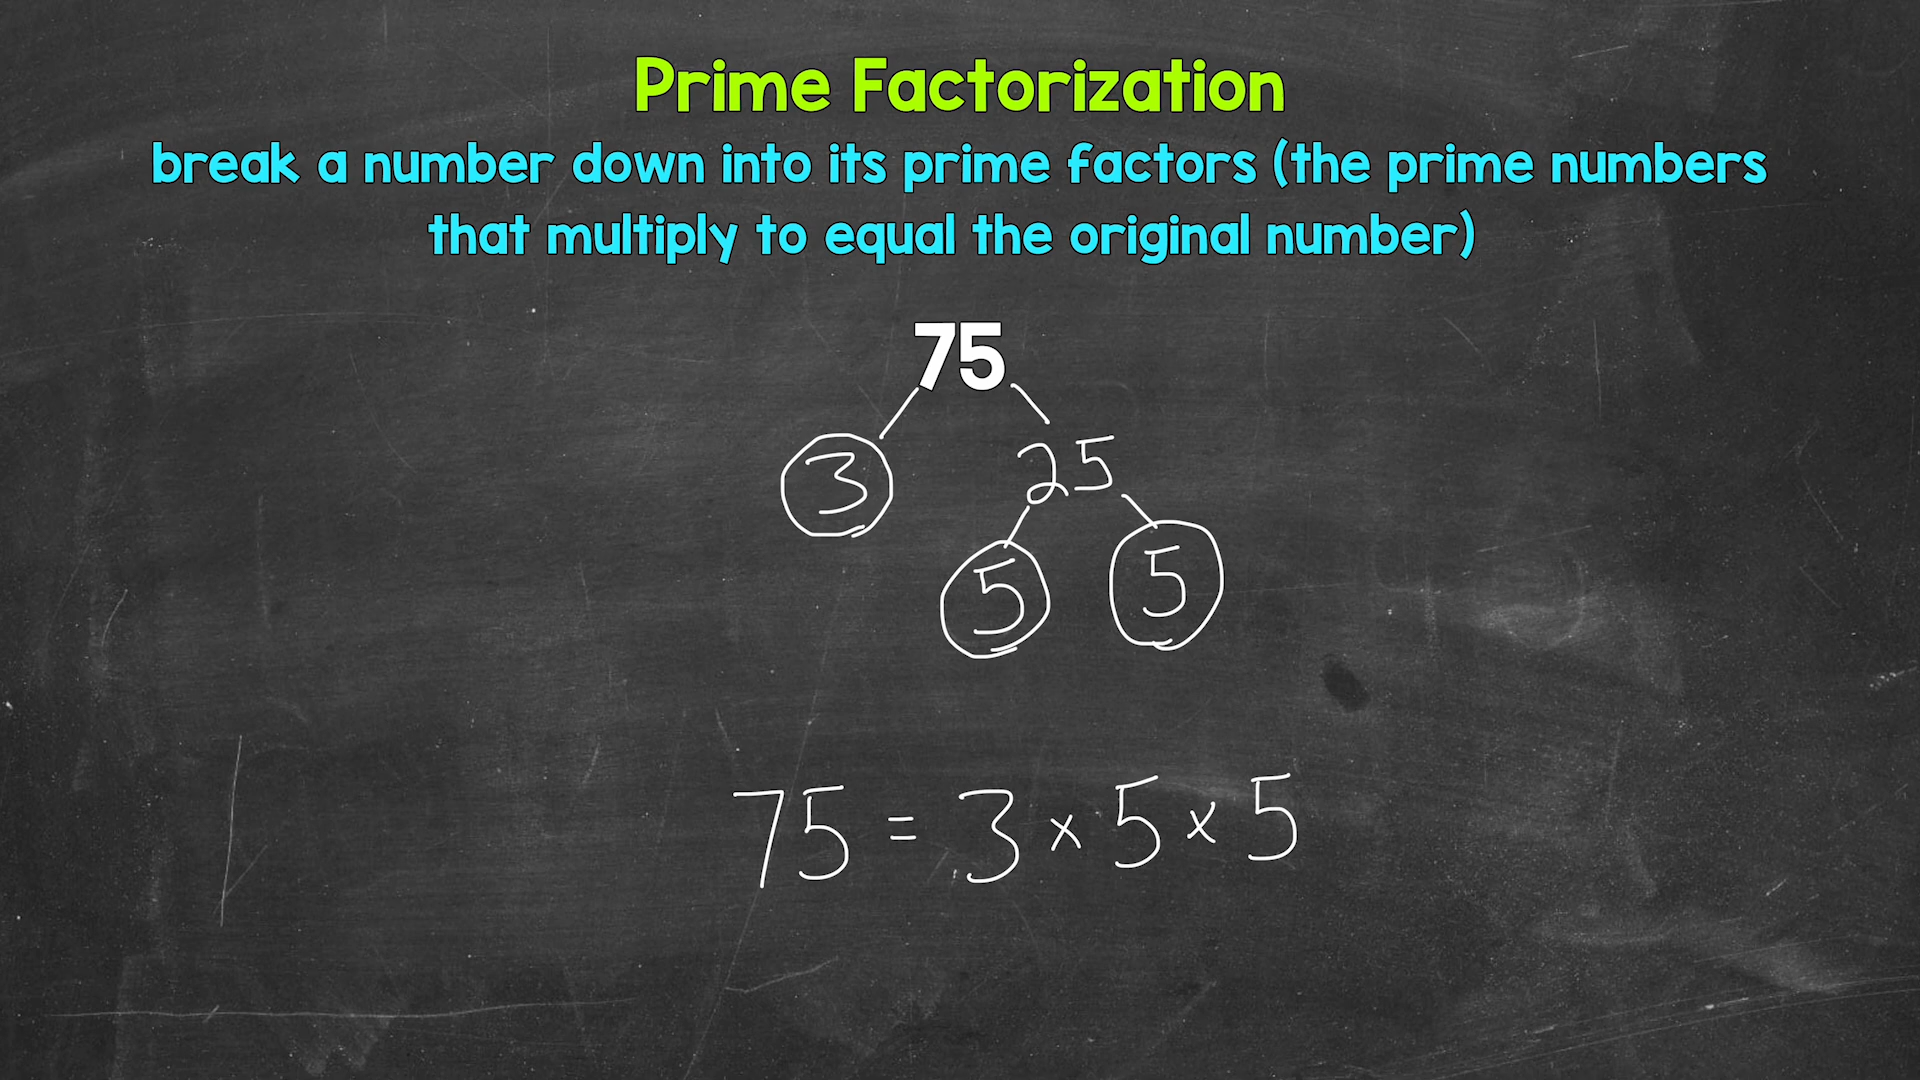 Prime Factorization
break a number down into its prime factors (the prime numbers
that multiply to equal the original number)
75
3 25
5 5
75 = 3 x 5 x 5